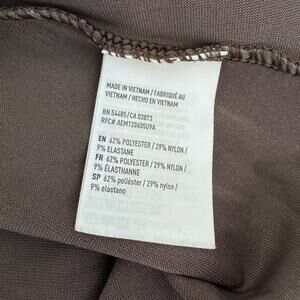 MADE IN VIETNAM / FABRIQUÉ AU
VIETNAM / HECHO EN VIETNAM
RN 54485/CA 03873
RFC# AEM120605U9A
EN 62% POLYESTER / 29% NYLON /
9% ELASTANE
FR 62% POLYESTER / 29% NYLON /
9% ÉLASTHANNE
SP 62% poliéster / 29% nylon /
9% elastano